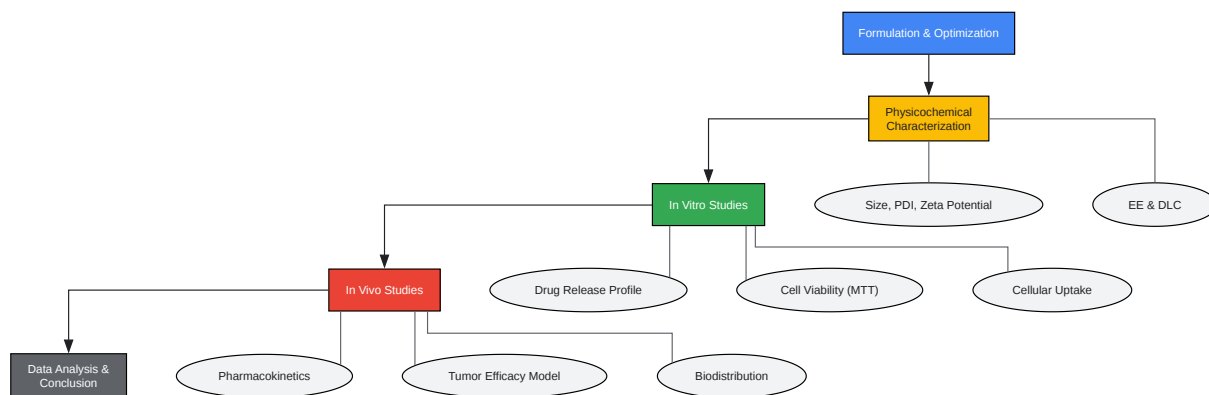 Formulation & Optimization
Physicochemical
Characterization
In Vitro Studies
Size, PDI, Zeta Potential
EE & DLC
In Vivo Studies
Drug Release Profile
Cell Viability (MTT)
Cellular Uptake
Data Analysis &
Conclusion
Pharmacokinetics
Tumor Efficacy Model
Biodistribution